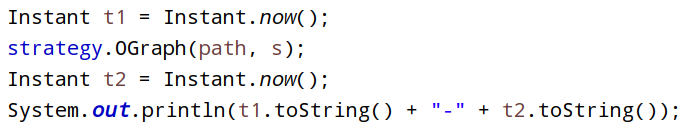 Instant t1 = Instant.now();
strategy.OGraph(path, s);
Instant t2 = Instant.now();
System.out.println(t1.toString() + "-" + t2.toString());